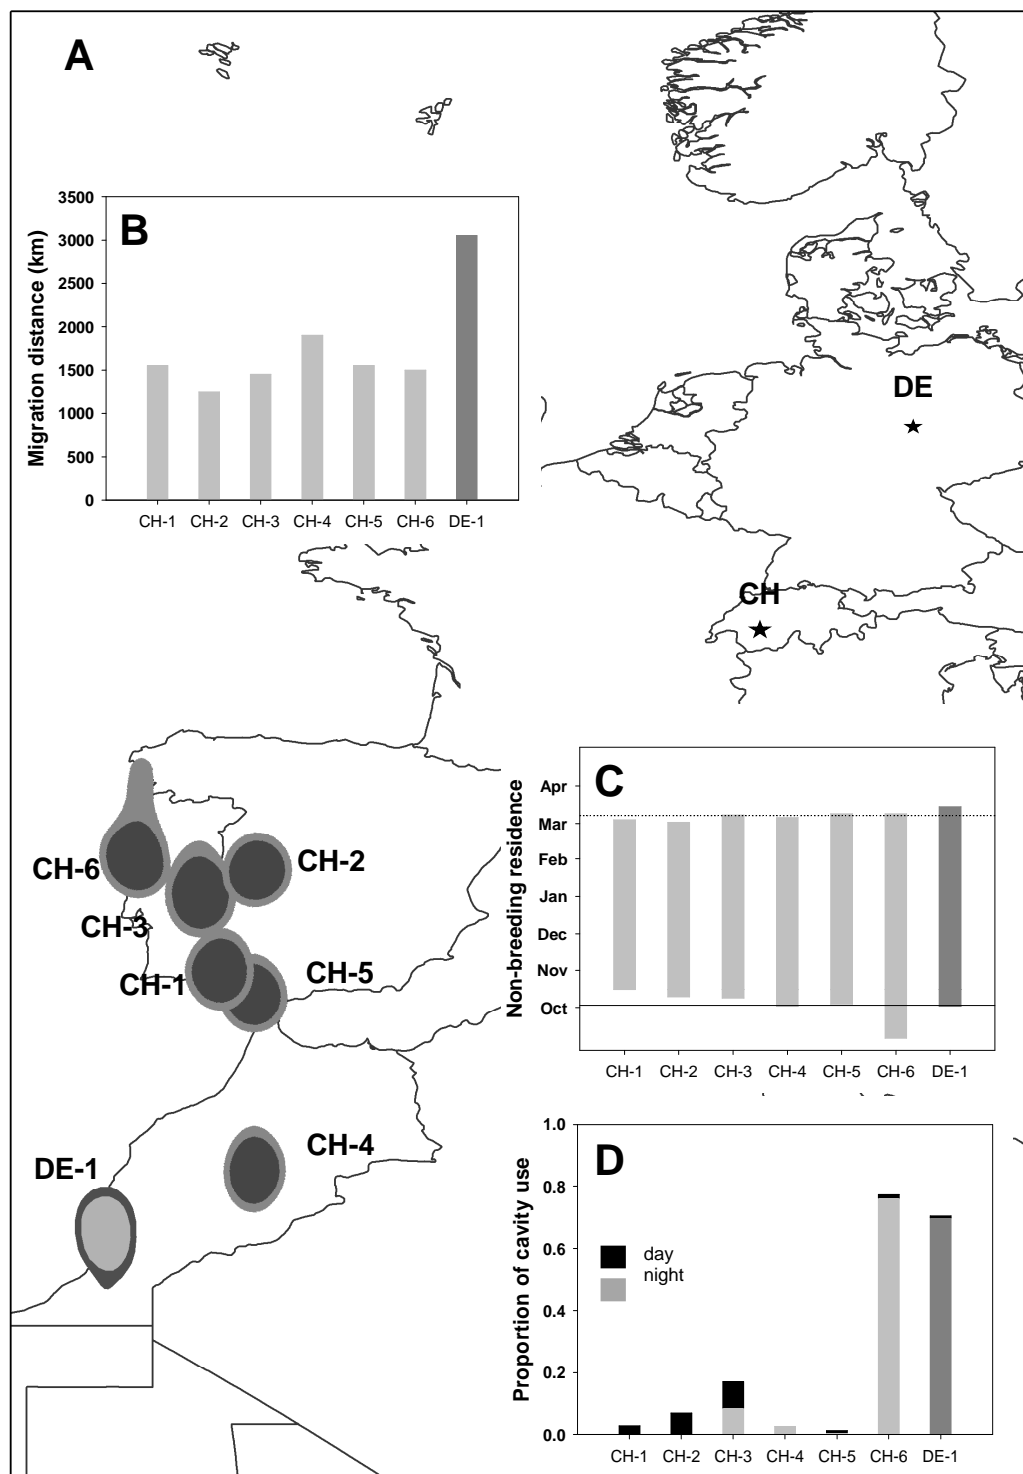 A
B
Migration distance (km)
3500
3000
2500
2000
1500
1000
500
0
CH-1 CH-2 CH-3 CH-4 CH-5 CH-6 DE-1
DE
CH
CH-6
CH-2
CH-3
CH-1
CH-5
CH-4
DE-1
C
Non-breeding residence
Apr
Mar
Feb
Jan
Dec
Nov
Oct
CH-1 CH-2 CH-3 CH-4 CH-5 CH-6 DE-1
D
Proportion of cavity use
1.0
0.8
0.6
0.4
0.2
0.0
day
night
CH-1 CH-2 CH-3 CH-4 CH-5 CH-6 DE-1